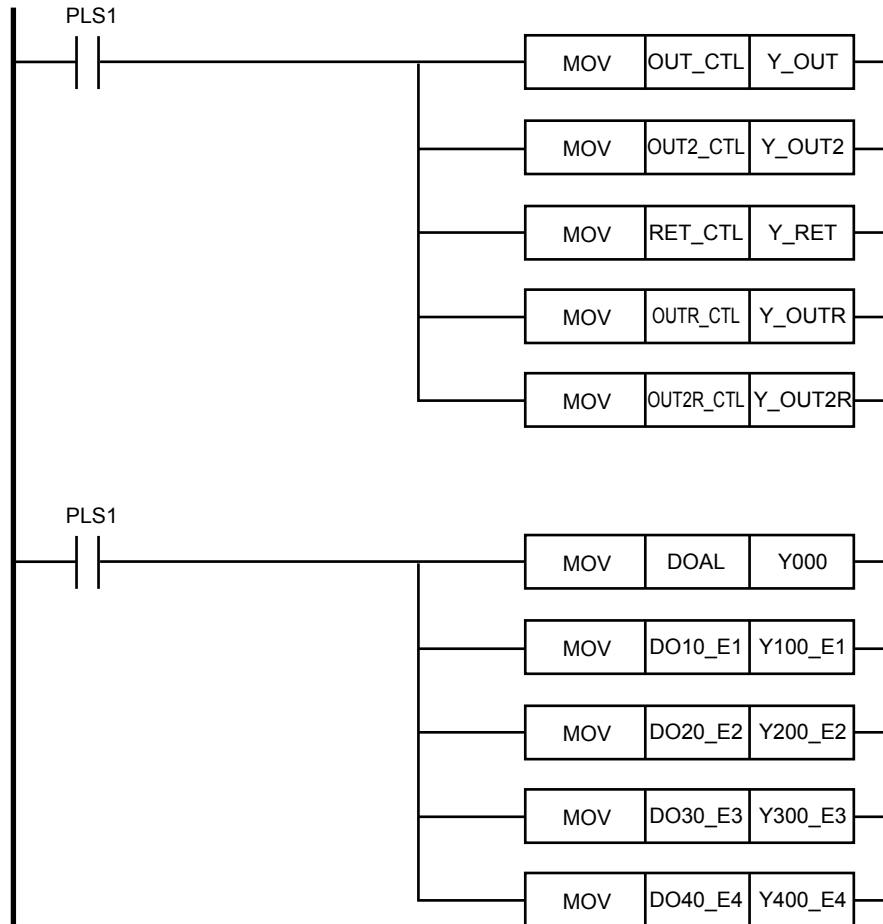 PLS1
MOV OUT_CTL Y_OUT
MOV OUT2_CTL Y_OUT2
MOV RET_CTL Y_RET
MOV OUTR_CTL Y_OUTR
MOV OUT2R_CTL Y_OUT2R
PLS1
MOV DOAL Y000
MOV DO10_E1 Y100_E1
MOV DO20_E2 Y200_E2
MOV DO30_E3 Y300_E3
MOV DO40_E4 Y400_E4